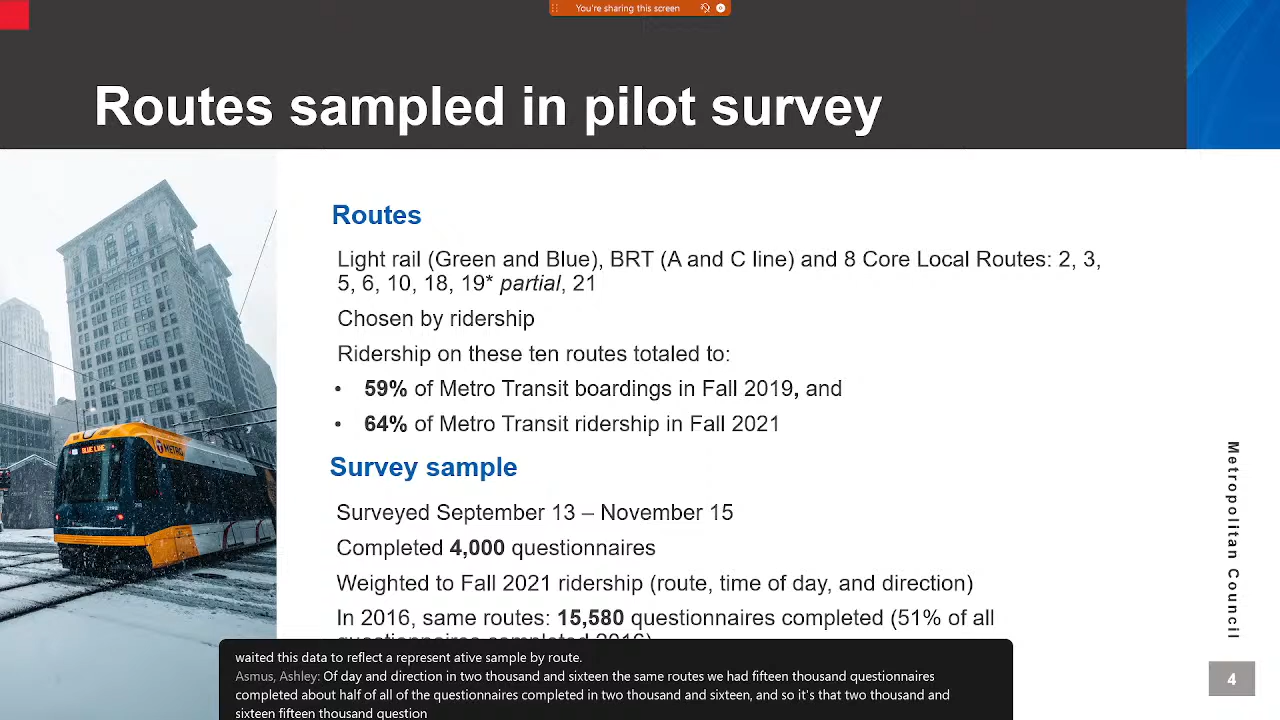 You're sharing this screen
Routes sampled in pilot survey
Routes
Light rail (Green and Blue), BRT (A and C line) and 8 Core Local Routes: 2, 3,
5, 6, 10, 18, 19* partial, 21
Chosen by ridership
Ridership on these ten routes totaled to:
• 59% of Metro Transit boardings in Fall 2019, and
• 64% of Metro Transit ridership in Fall 2021
Survey sample
Surveyed September 13 – November 15
Completed 4,000 questionnaires
Weighted to Fall 2021 ridership (route, time of day, and direction)
In 2016, same routes: 15,580 questionnaires completed (51% of all
questionnaires completed 2016)
waited this data to reflect a represent ative sample by route.
Asmus, Ashley: Of day and direction in two thousand and sixteen the same routes we had fifteen thousand questionnaires
completed about half of all of the questionnaires completed in two thousand and sixteen, and so it's that two thousand and
sixteen fifteen thousand question
Metropolitan Council
4
BLUE LINE
METRO